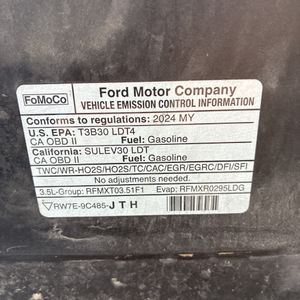 FoMoCo
Ford Motor Company
VEHICLE EMISSION CONTROL INFORMATION
Conforms to regulations: 2024 MY
U.S. EPA: T3B30 LDT4
CA OBD II Fuel: Gasoline
California: SULEV30 LDT
CA OBD II Fuel: Gasoline
TWC/WR-HO2S/HO2S/TC/CAC/EGR/EGRC/DFI/SFI
No adjustments needed.
3.5L-Group: RFMXT03.51F1 Evap: RFMXR0295LDG
RW7E-9C485-JTH